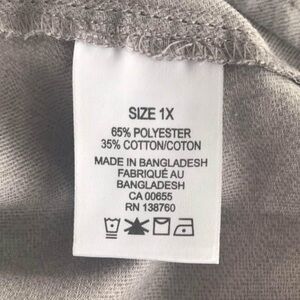 SIZE 1X
65% POLYESTER
35% COTTON/COTON
MADE IN BANGLADESH
FABRIQUÉ AU
BANGLADESH
CA 00655
RN 138760